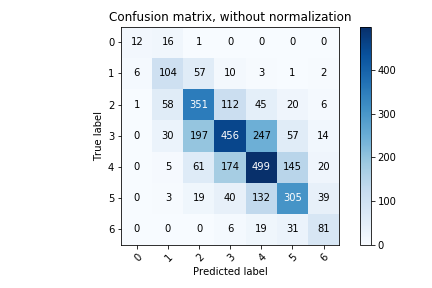 Confusion matrix, without normalization
0 12 16 1 0 0 0 0
1 6 104 57 10 3 1 2
2 1 58 351 112 45 20 6
3 0 30 197 456 247 57 14
4 0 5 61 174 499 145 20
5 0 3 19 40 132 305 39
6 0 0 0 6 19 31 81
0 1 2 3 4 5 6
True label
Predicted label
400
300
200
100
0